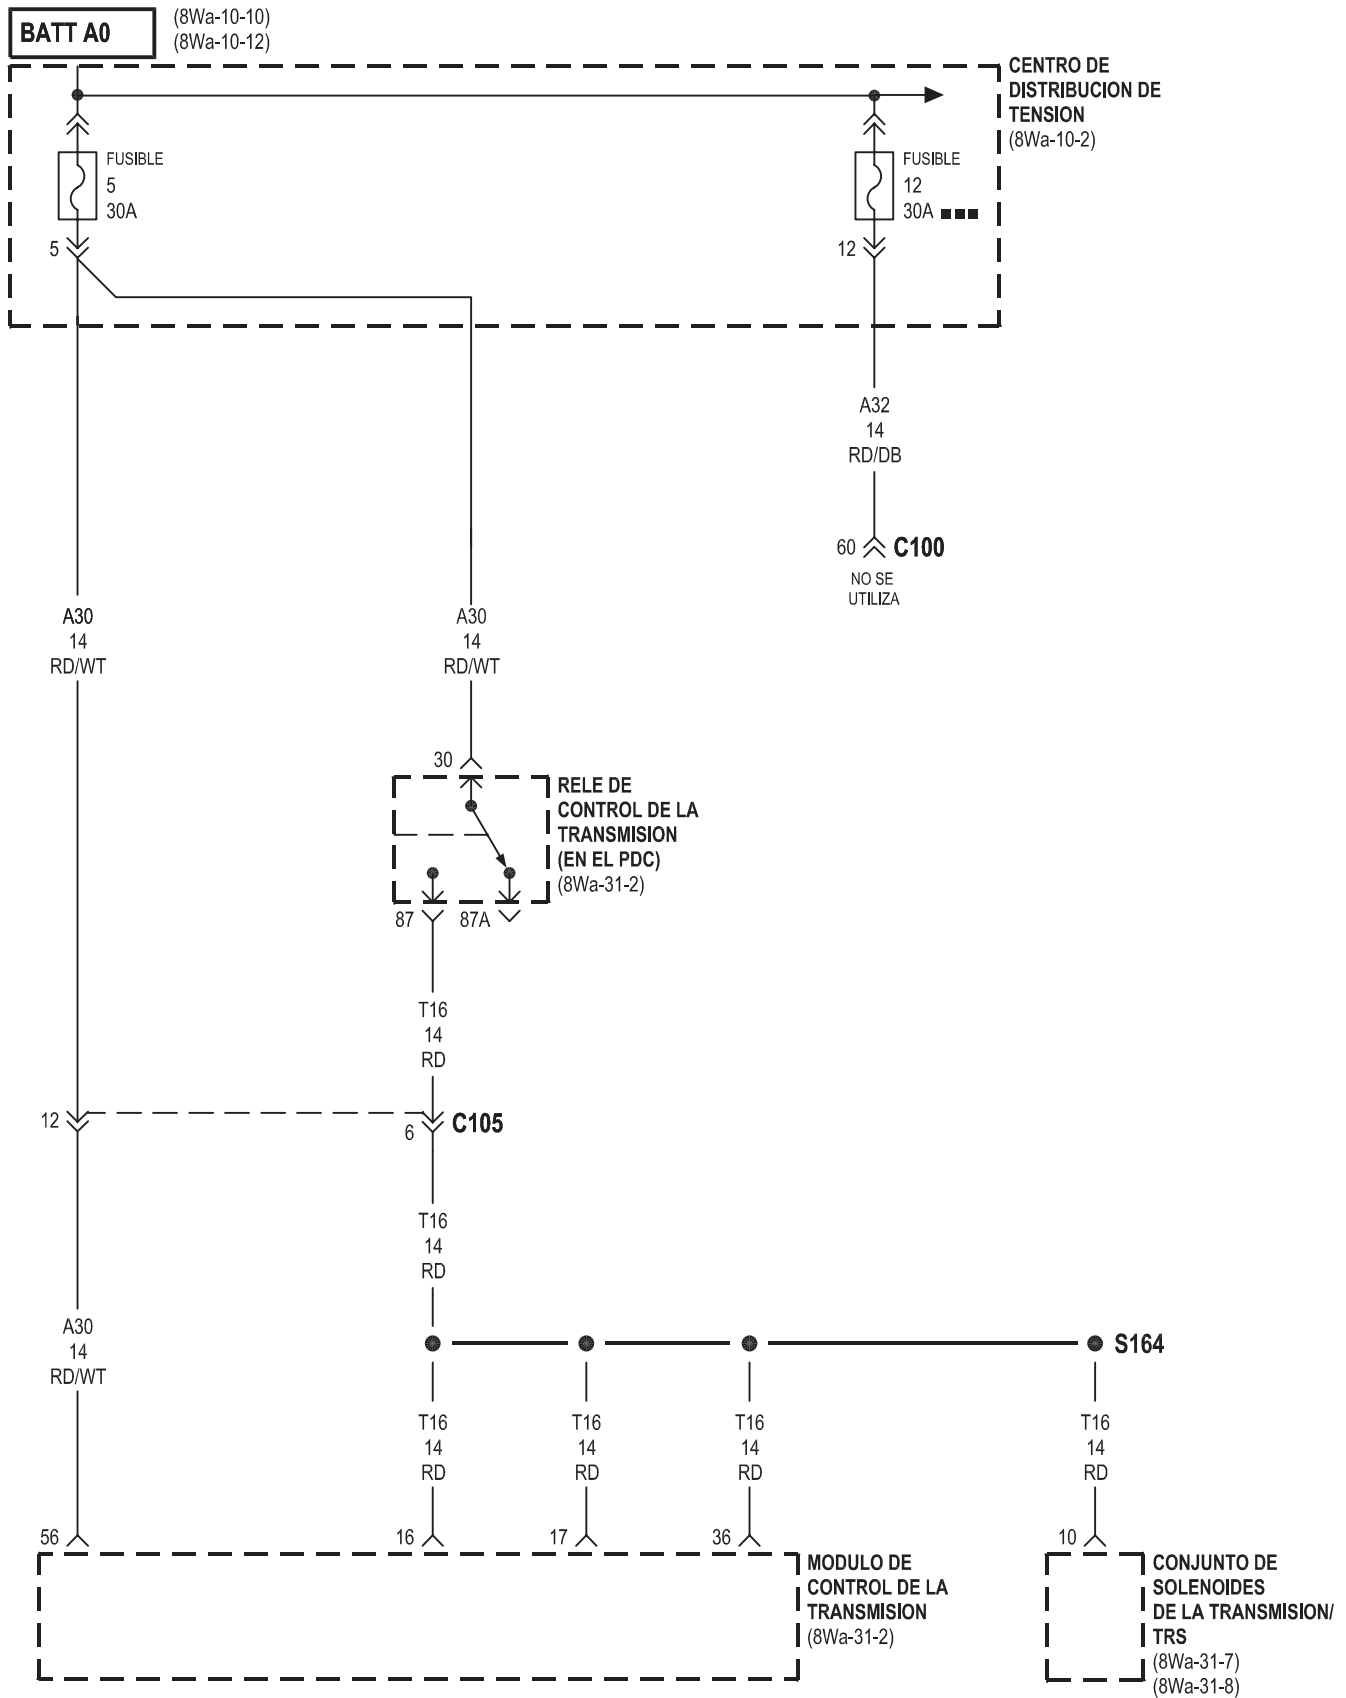 BATT A0
(8Wa-10-10)
(8Wa-10-12)
CENTRO DE
DISTRIBUCION DE
TENSION
(8Wa-10-2)
FUSIBLE
5
30A
5
FUSIBLE
12
30A
12
A32
14
RD/DB
60
C100
NO SE
UTILIZA
A30
14
RD/WT
A30
14
RD/WT
30
RELE DE
CONTROL DE LA
TRANSMISION
(EN EL PDC)
(8Wa-31-2)
87
87A
T16
14
RD
12
6
C105
T16
14
RD
A30
14
RD/WT
S164
T16
14
RD
T16
14
RD
T16
14
RD
T16
14
RD
56
16
17
36
10
MODULO DE
CONTROL DE LA
TRANSMISION
(8Wa-31-2)
CONJUNTO DE
SOLENOIDES
DE LA TRANSMISION/
TRS
(8Wa-31-7)
(8Wa-31-8)